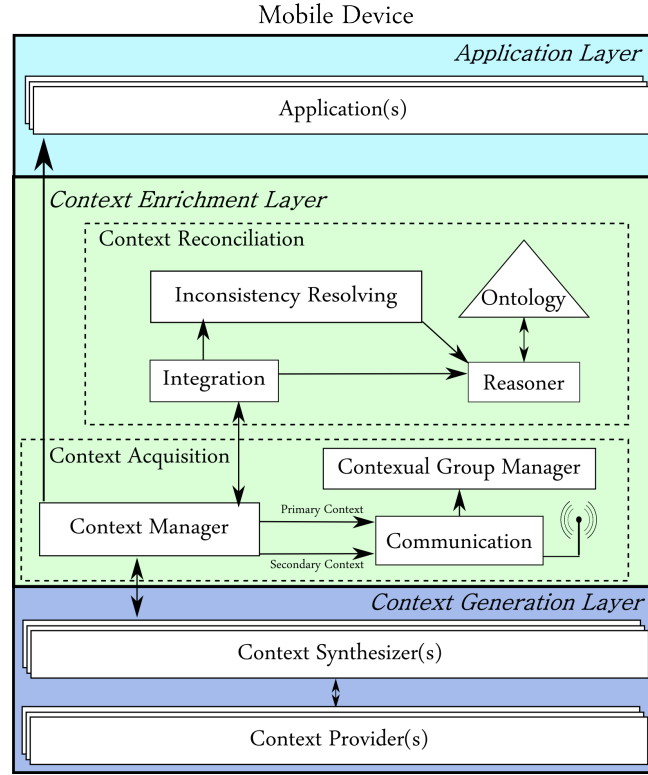 Mobile Device
Application Layer
Application(s)
Context Enrichment Layer
Context Reconciliation
Inconsistency Resolving
Ontology
Integration
Reasoner
Context Acquisition
Contexual Group Manager
Context Manager
Primary Context
Communication
Secondary Context
Context Generation Layer
Context Synthesizer(s)
Context Provider(s)